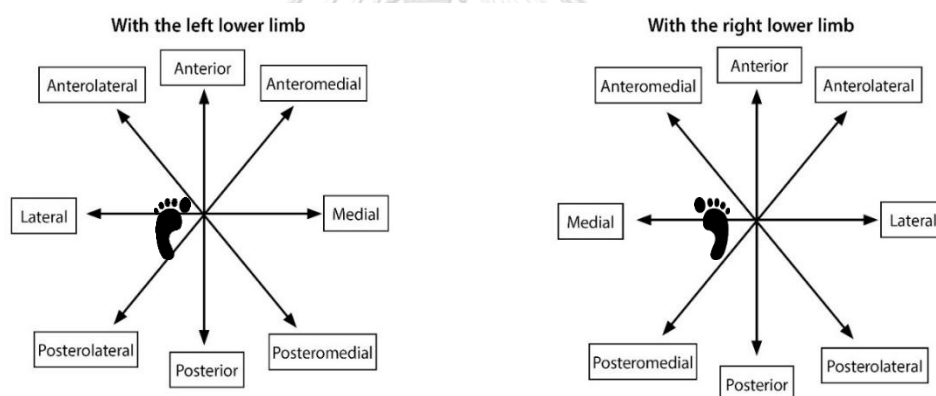 With the left lower limb
Anterior
Anterolateral
Anteromedial
Lateral
Medial
Posterolateral
Posteromedial
Posterior
With the right lower limb
Anterior
Anteromedial
Anterolateral
Medial
Lateral
Posteromedial
Posterolateral
Posterior